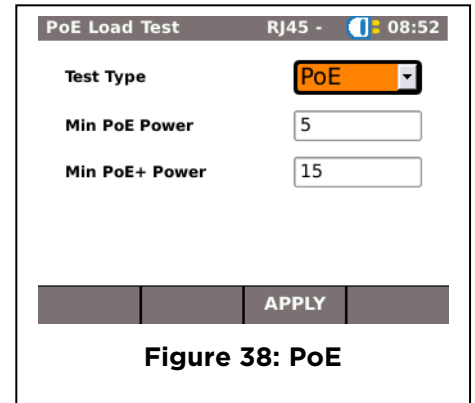 PoE Load Test RJ45 - 08:52
Test Type PoE
Min PoE Power 5
Min PoE+ Power 15
APPLY
Figure 38: PoE